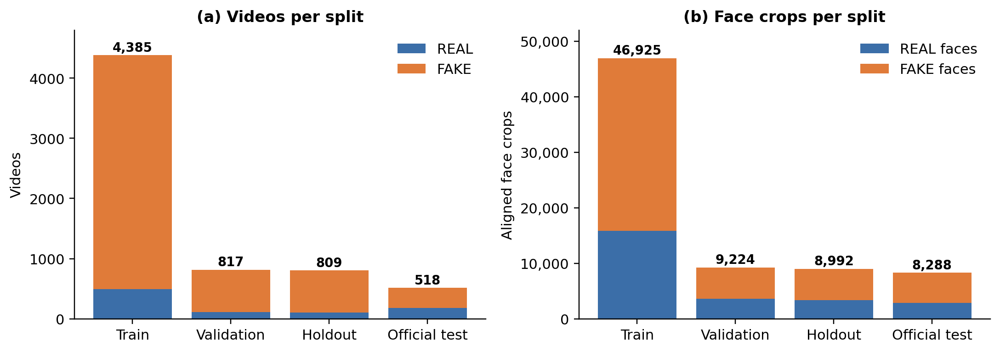 (a) Videos per split
4,385
REAL
FAKE
4000
3000
2000
1000
0
Videos
817
809
518
Train
Validation
Holdout
Official test
(b) Face crops per split
50,000
46,925
REAL faces
FAKE faces
40,000
30,000
20,000
10,000
0
Aligned face crops
9,224
8,992
8,288
Train
Validation
Holdout
Official test